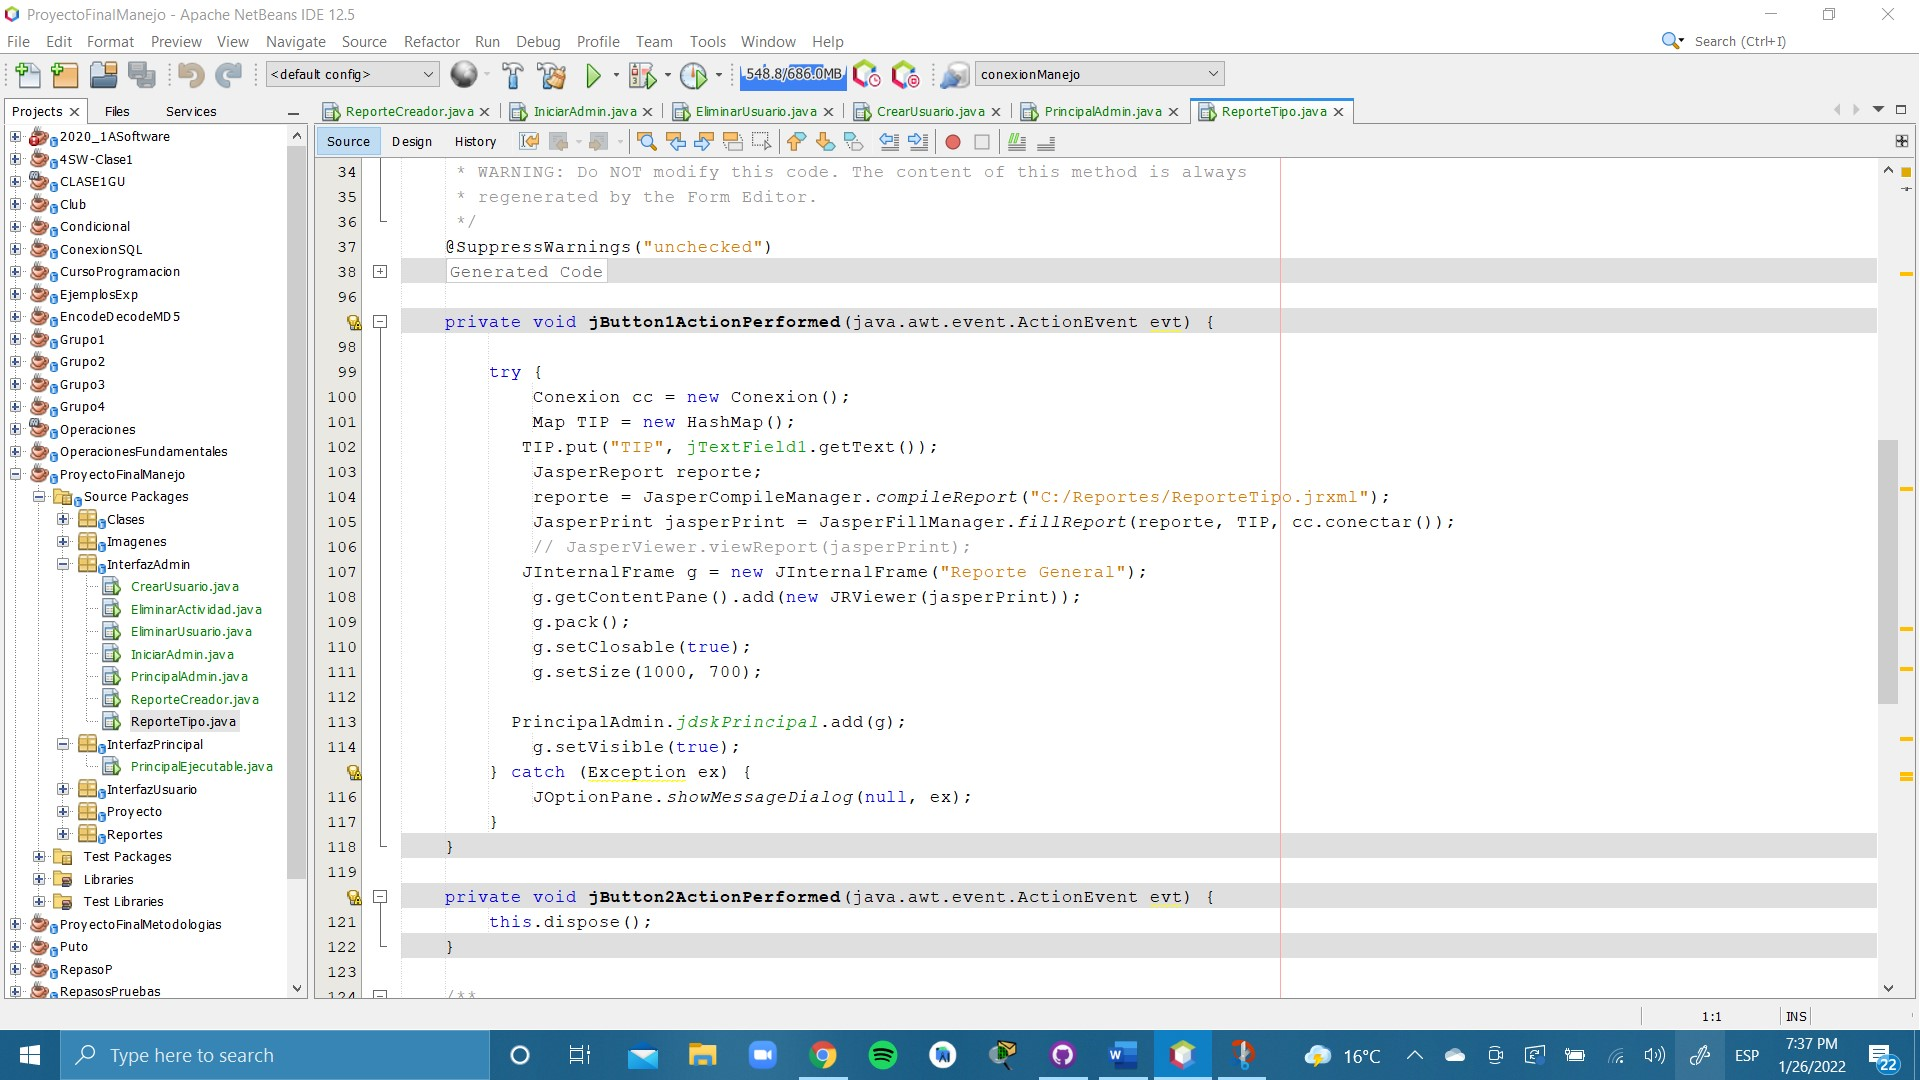 ProyectoFinalManejo - Apache NetBeans IDE 12.5
File Edit Format Preview View Navigate Source Refactor Run Debug Profile Team Tools Window Help
Search (Ctrl+I)
<default config>
548.8/686.0MB
conexionManejo
Projects Files Services
ReporteCreador.java IniciarAdmin.java EliminarUsuario.java CrearUsuario.java PrincipalAdmin.java ReporteTipo.java
Source Design History
2020_1ASoftware
4SW-Clase1
CLASE1GU
Club
Condicional
ConexionSQL
CursoProgramacion
EjemplosExp
EncodeDecodeMD5
Grupo1
Grupo2
Grupo3
Grupo4
Operaciones
OperacionesFundamentales
ProyectoFinalManejo
Source Packages
Clases
Imagenes
InterfazAdmin
CrearUsuario.java
EliminarActividad.java
EliminarUsuario.java
IniciarAdmin.java
PrincipalAdmin.java
ReporteCreador.java
ReporteTipo.java
InterfazPrincipal
PrincipalEjecutable.java
InterfazUsuario
Proyecto
Reportes
Test Packages
Libraries
Test Libraries
ProyectoFinalMetodologias
Puto
RepasoP
RepasosPruebas
34 * WARNING: Do NOT modify this code. The content of this method is always
35 * regenerated by the Form Editor.
36 */
37 @SuppressWarnings("unchecked")
38 Generated Code
96
private void jButton1ActionPerformed(java.awt.event.ActionEvent evt) {
98
99 try {
100 Conexion cc = new Conexion();
101 Map TIP = new HashMap();
102 TIP.put("TIP", jTextField1.getText());
103 JasperReport reporte;
104 reporte = JasperCompileManager.compileReport("C:/Reportes/ReporteTipo.jrxml");
105 JasperPrint jasperPrint = JasperFillManager.fillReport(reporte, TIP, cc.conectar());
106 // JasperViewer.viewReport(jasperPrint);
107 JInternalFrame g = new JInternalFrame("Reporte General");
108 g.getContentPane().add(new JRViewer(jasperPrint));
109 g.pack();
110 g.setClosable(true);
111 g.setSize(1000, 700);
112
113 PrincipalAdmin.jdskPrincipal.add(g);
114 g.setVisible(true);
} catch (Exception ex) {
116 JOptionPane.showMessageDialog(null, ex);
117 }
118 }
119
private void jButton2ActionPerformed(java.awt.event.ActionEvent evt) {
121 this.dispose();
122 }
123
124 /**
1:1 INS
Type here to search
16°C
ESP
7:37 PM
1/26/2022
22